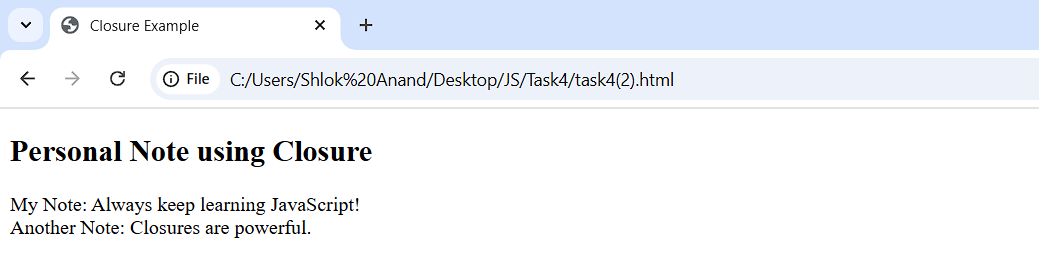 Closure Example
File C:/Users/Shlok%20Anand/Desktop/JS/Task4/task4(2).html
Personal Note using Closure
My Note: Always keep learning JavaScript!
Another Note: Closures are powerful.